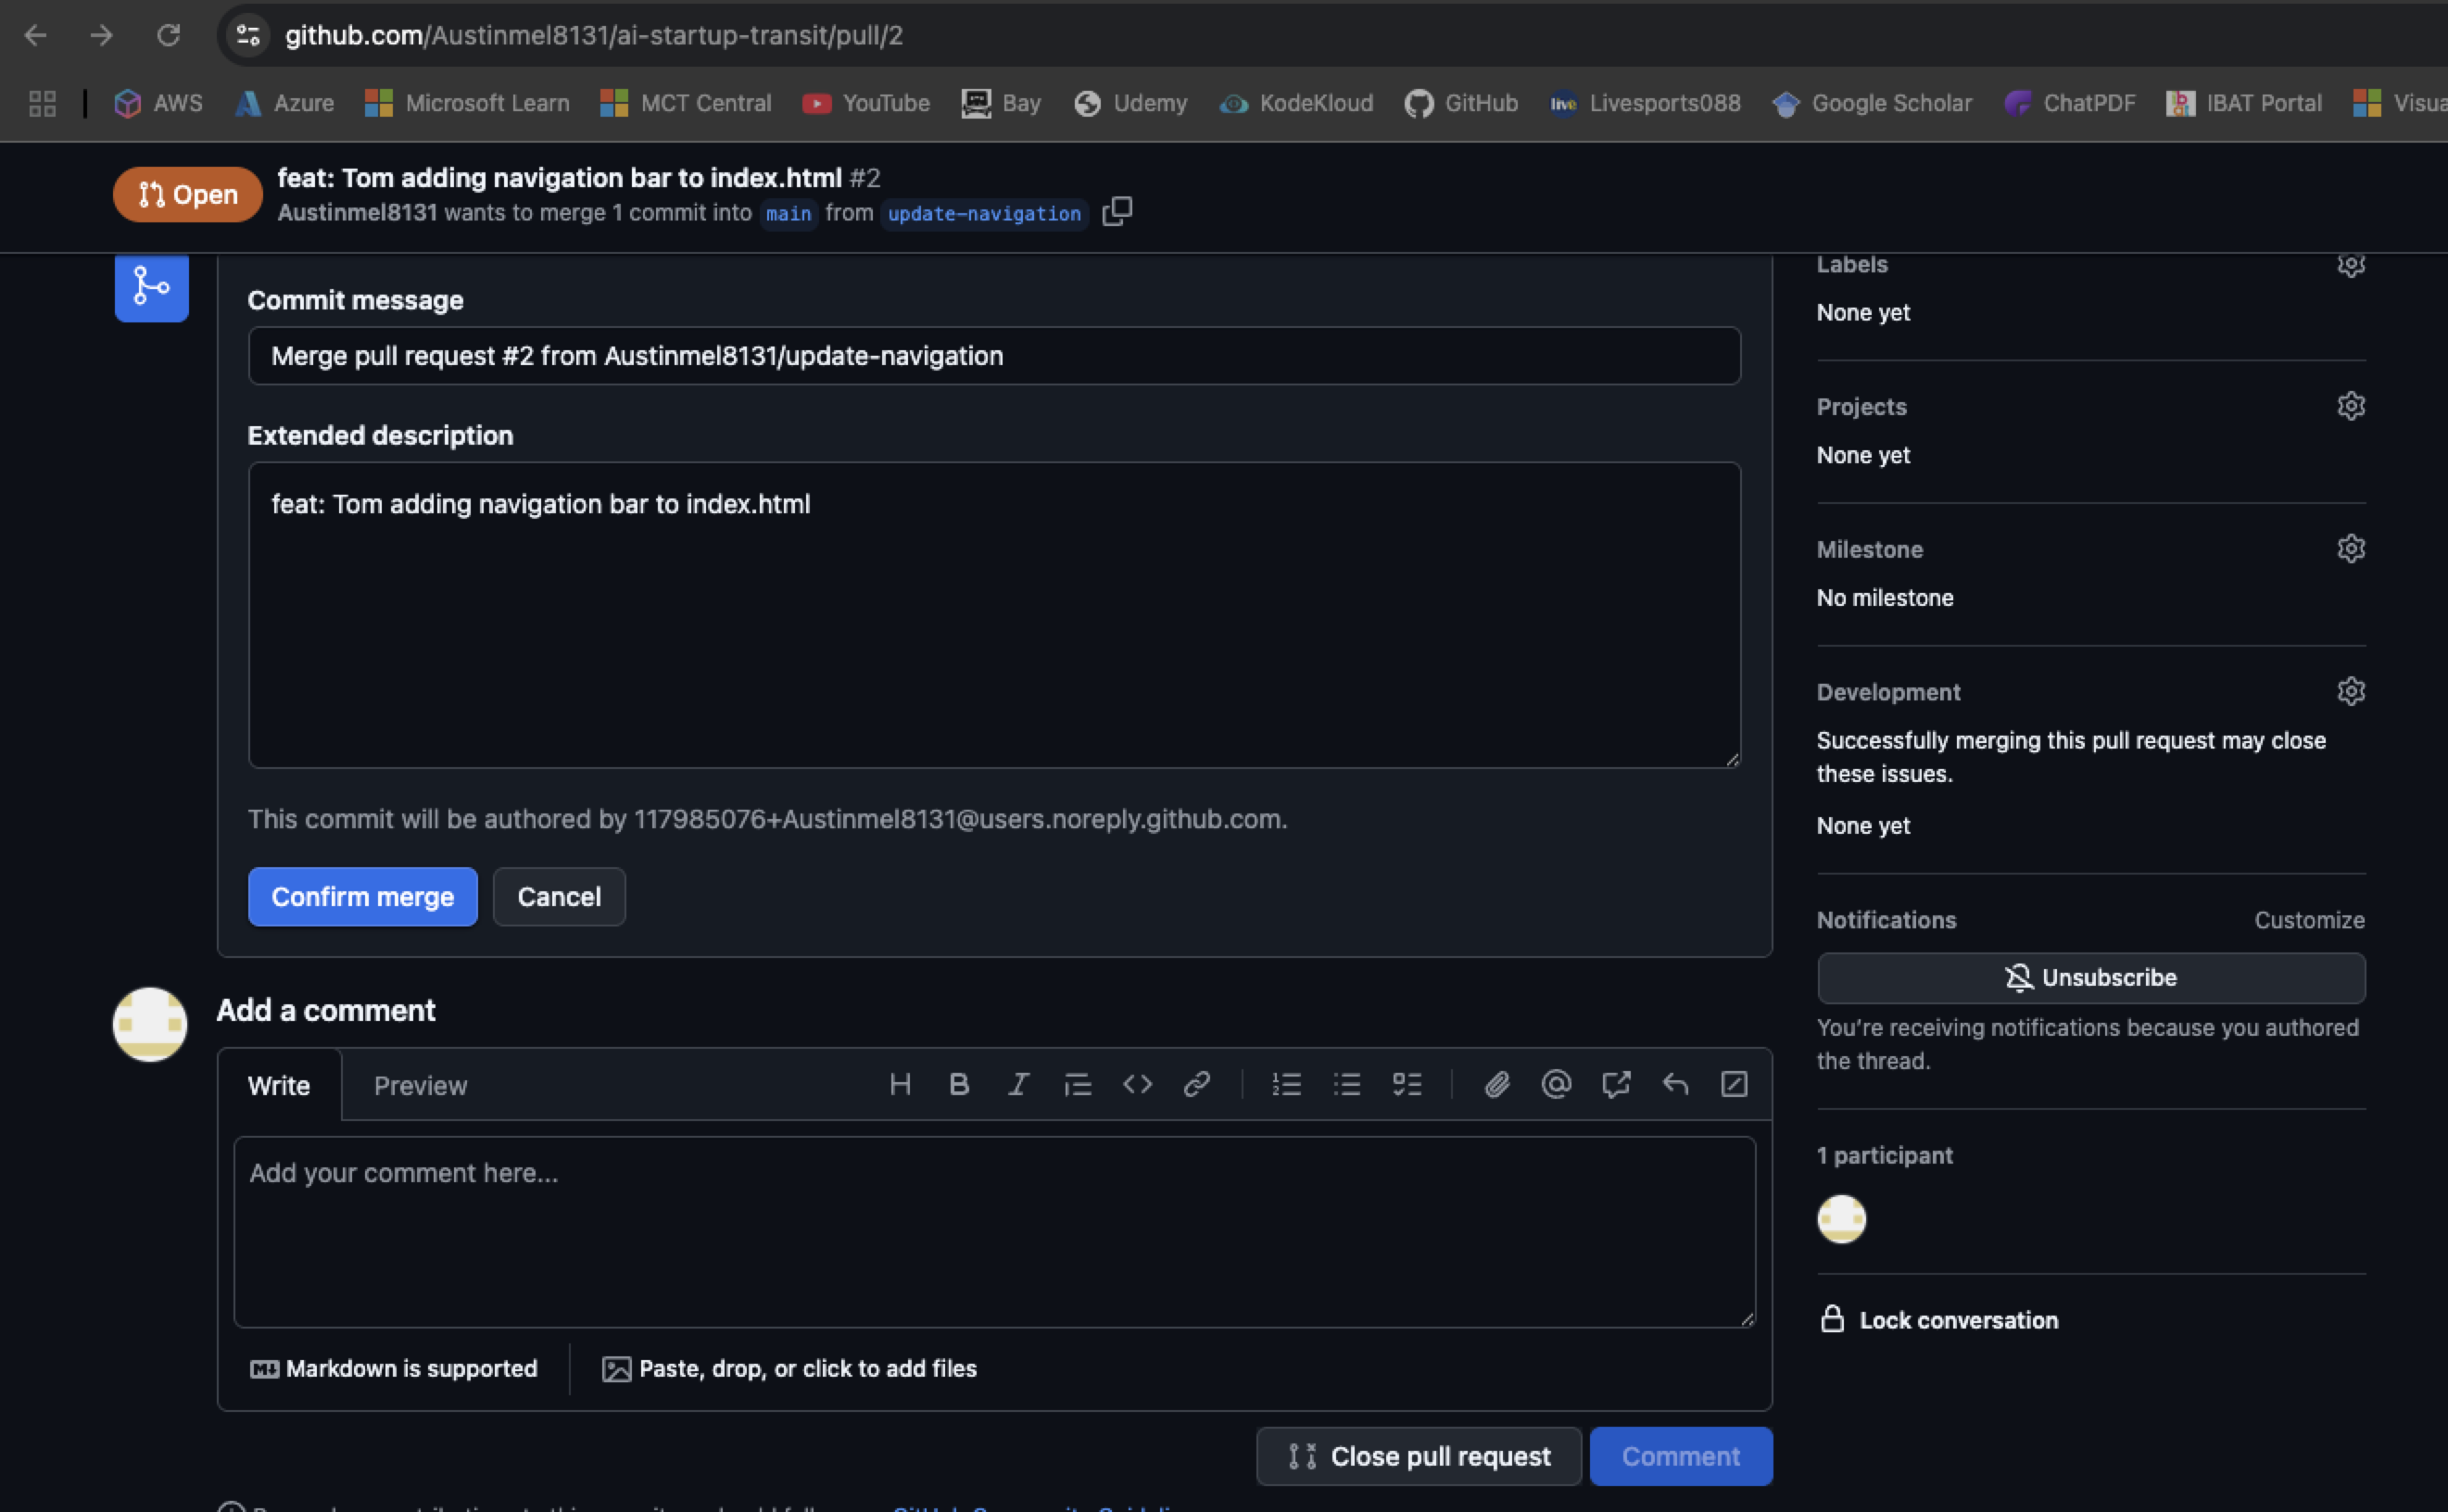 github.com/Austinmel8131/ai-startup-transit/pull/2
AWS Azure Microsoft Learn MCT Central YouTube Bay Udemy KodeKloud GitHub live Livesports088 Google Scholar ChatPDF IBAT Portal
Open
feat: Tom adding navigation bar to index.html #2
Austinmel8131 wants to merge 1 commit into main from update-navigation
Commit message
Merge pull request #2 from Austinmel8131/update-navigation
Extended description
feat: Tom adding navigation bar to index.html
This commit will be authored by 117985076+Austinmel8131@users.noreply.github.com.
Confirm merge Cancel
Add a comment
Write Preview
Add your comment here...
Markdown is supported
Paste, drop, or click to add files
Close pull request Comment
Labels
None yet
Projects
None yet
Milestone
No milestone
Development
Successfully merging this pull request may close
these issues.
None yet
Notifications Customize
Unsubscribe
You're receiving notifications because you authored
the thread.
1 participant
Lock conversation